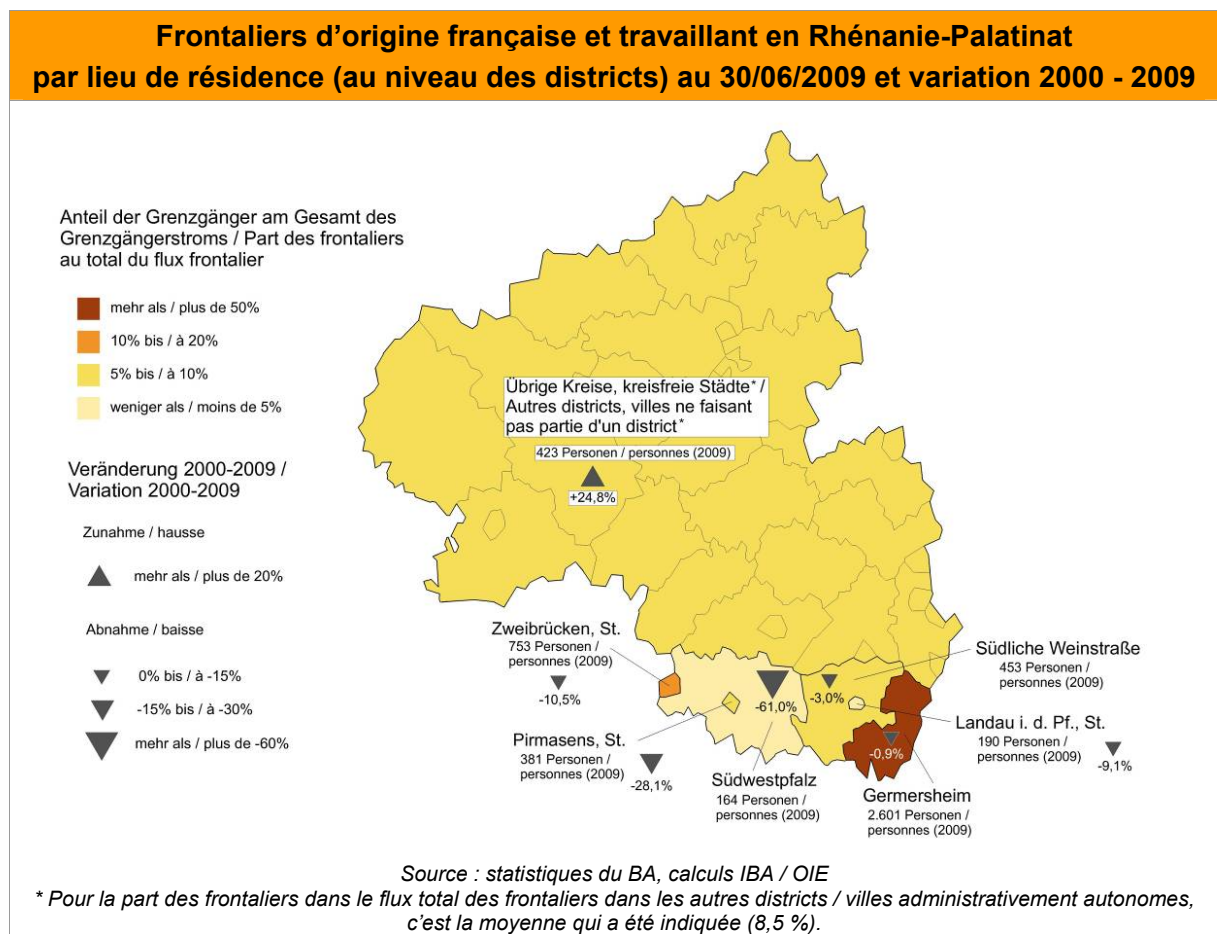 Frontaliers d'origine française et travaillant en Rhénanie-Palatinat
par lieu de résidence (au niveau des districts) au 30/06/2009 et variation 2000 - 2009
Anteil der Grenzgänger am Gesamt des
Grenzgängerstroms / Part des frontaliers
au total du flux frontalier
mehr als / plus de 50%
10% bis / à 20%
5% bis / à 10%
weniger als / moins de 5%
Veränderung 2000-2009 /
Variation 2000-2009
Zunahme / hausse
mehr als / plus de 20%
Abnahme / baisse
0% bis / à -15%
-15% bis / à -30%
mehr als / plus de -60%
Übrige Kreise, kreisfreie Städte* /
Autres districts, villes ne faisant
pas partie d'un district*
423 Personen / personnes (2009)
+24,8%
Zweibrücken, St.
753 Personen /
personnes (2009)
-10,5%
Pirmasens, St.
381 Personen /
personnes (2009)
-28,1%
-61,0%
Südwestpfalz
164 Personen /
personnes (2009)
-3,0%
Südliche Weinstraße
453 Personen /
personnes (2009)
Landau i. d. Pf., St.
190 Personen /
personnes (2009)
-9,1%
-0,9%
Germersheim
2.601 Personen /
personnes (2009)
Source : statistiques du BA, calculs IBA / OIE
* Pour la part des frontaliers dans le flux total des frontaliers dans les autres districts / villes administrativement autonomes,
c'est la moyenne qui a été indiquée (8,5 %).